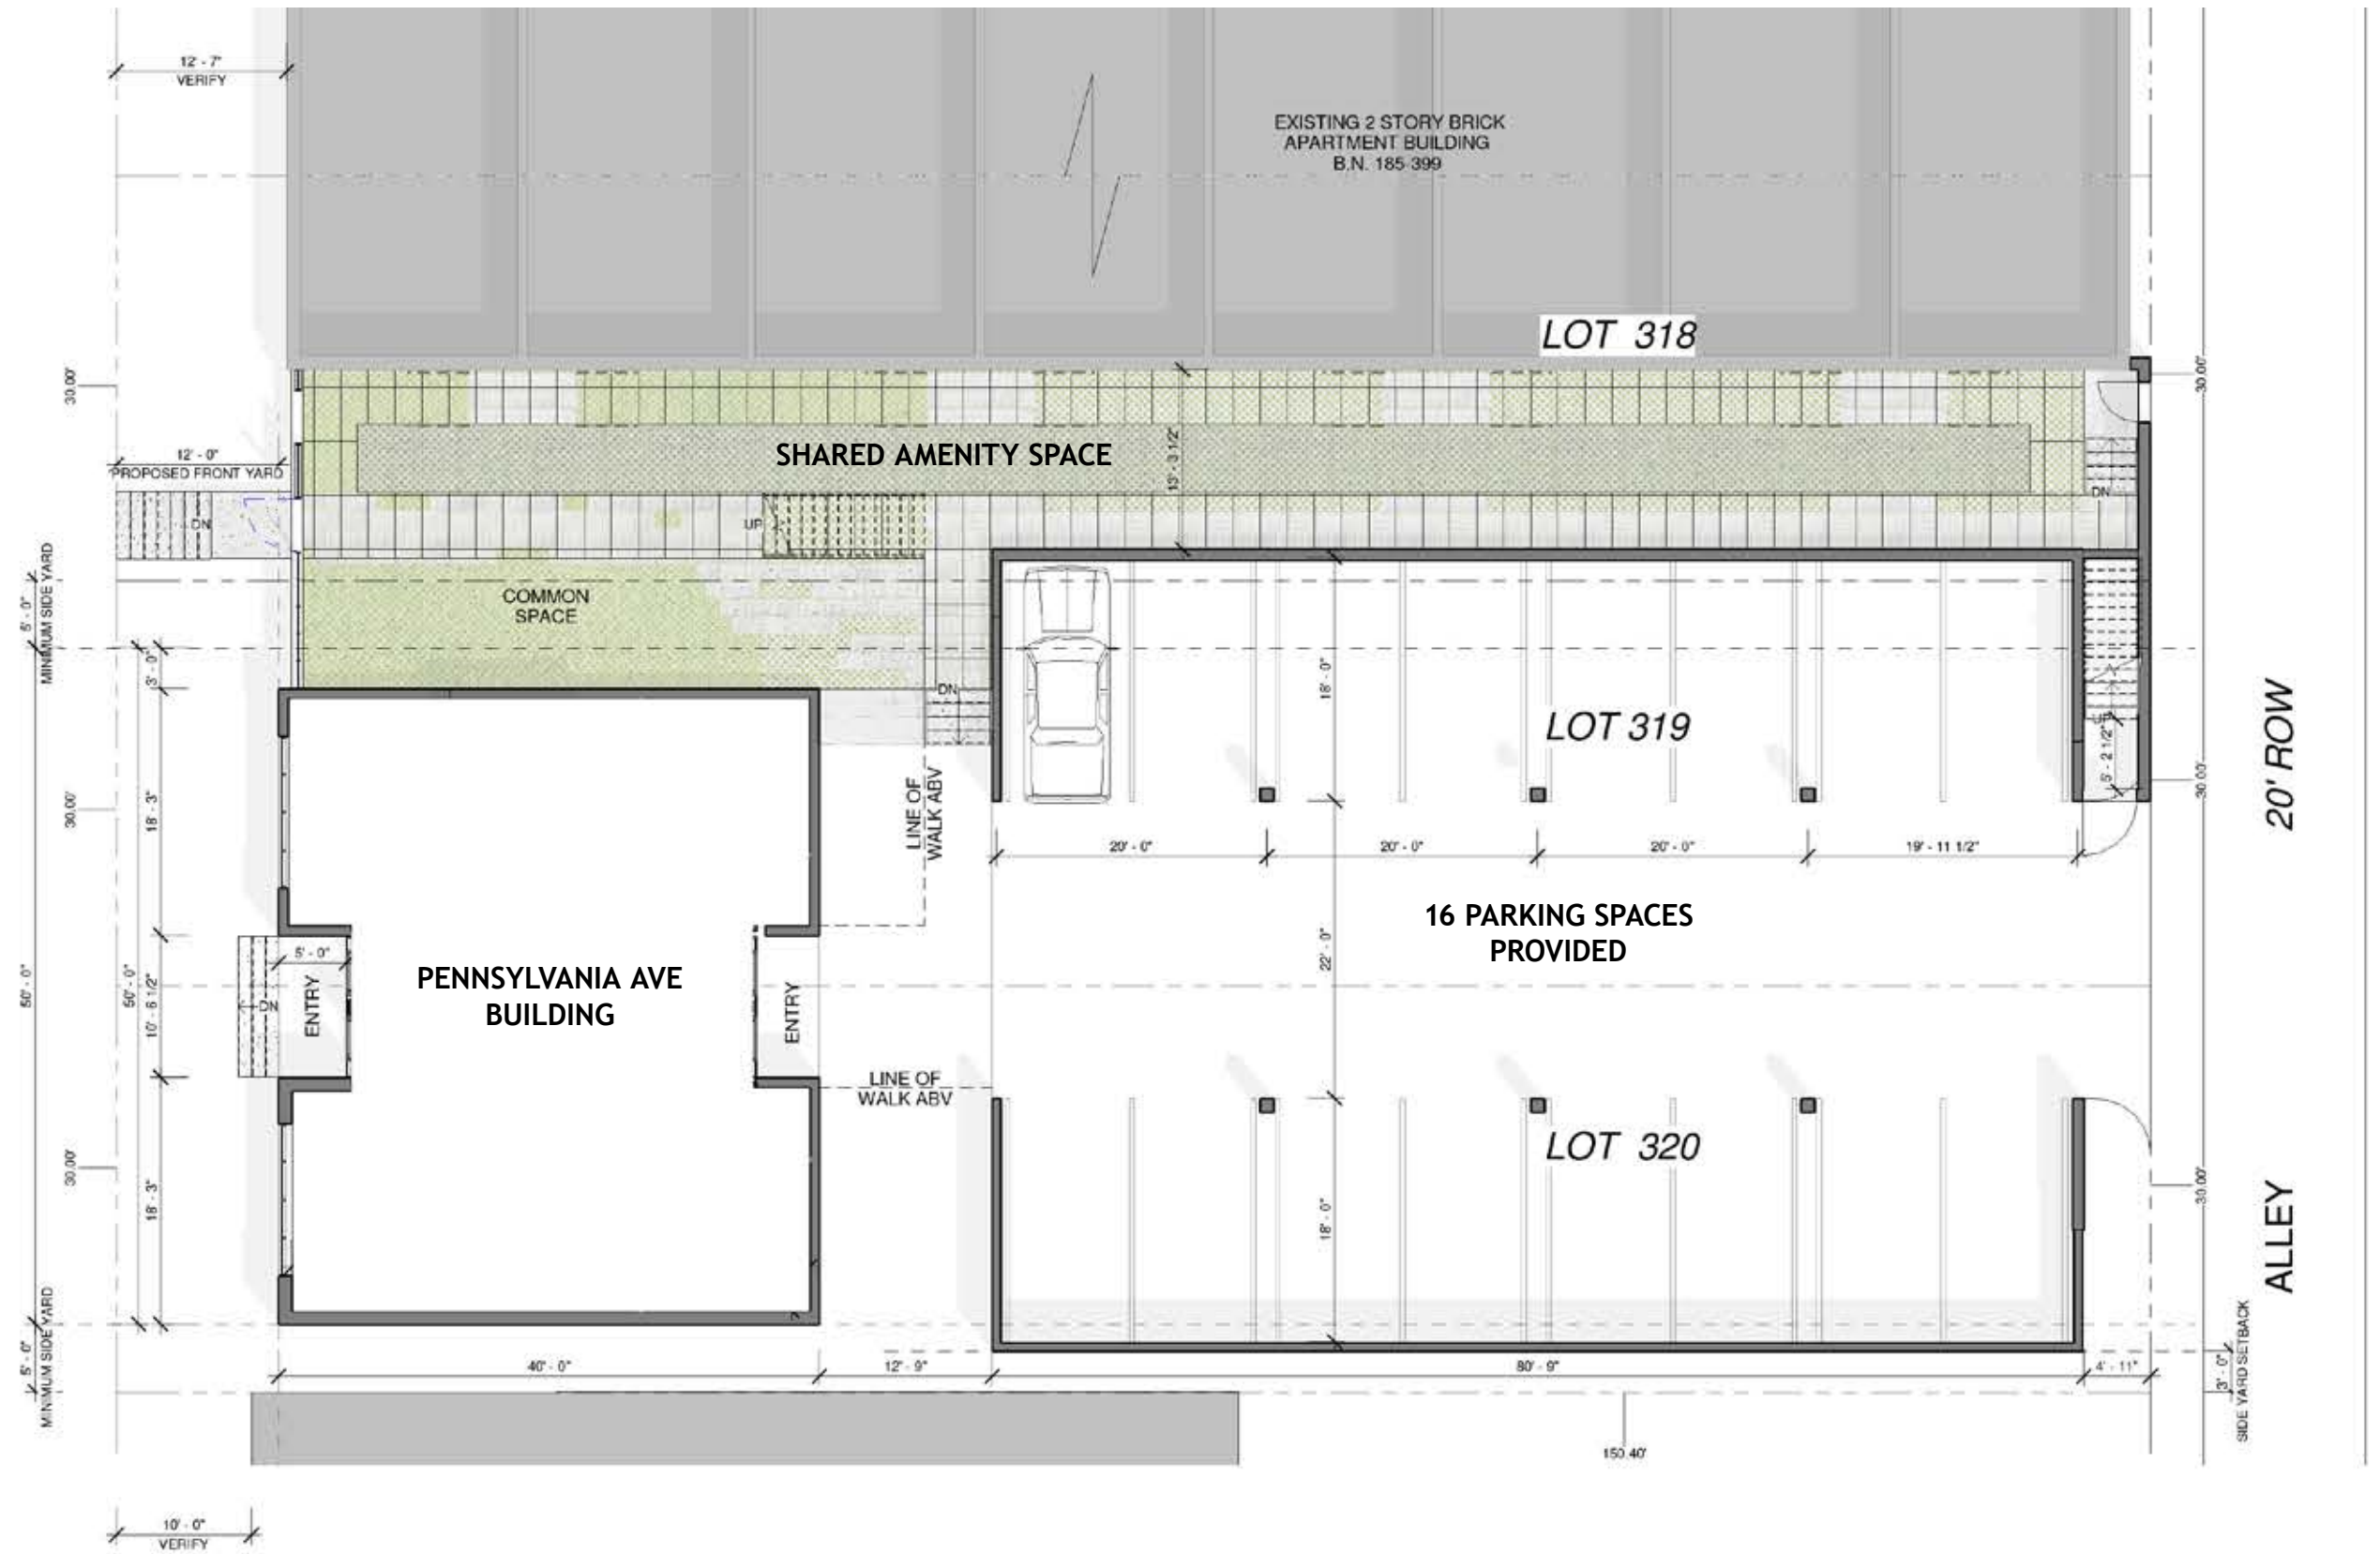 12' - 7"
VERIFY
EXISTING 2 STORY BRICK
APARTMENT BUILDING
B.N. 185-399
LOT 318
30.00'
30.00'
SHARED AMENITY SPACE
13' - 3 1/2"
12' - 0"
PROPOSED FRONT YARD
DN
DN
UP
COMMON
SPACE
5' - 0"
MINIMUM SIDE YARD
3' - 0"
DN
18' - 0"
LOT 319
UP
5' - 2 1/2"
20' ROW
30.00'
18' - 3"
LINE OF
WALK ABV
30.00'
20' - 0"
20' - 0"
20' - 0"
19' - 11 1/2"
16 PARKING SPACES
PROVIDED
22' - 0"
5' - 0"
50' - 0"
50' - 0"
10' - 6 1/2"
DN
ENTRY
PENNSYLVANIA AVE
BUILDING
ENTRY
LINE OF
WALK ABV
LOT 320
30.00'
18' - 3"
18' - 0"
30.00'
ALLEY
5' - 0"
MINIMUM SIDE YARD
40' - 0"
12' - 9"
80' - 9"
4' - 11"
3' - 0"
SIDE YARD SETBACK
150.40'
10' - 0"
VERIFY